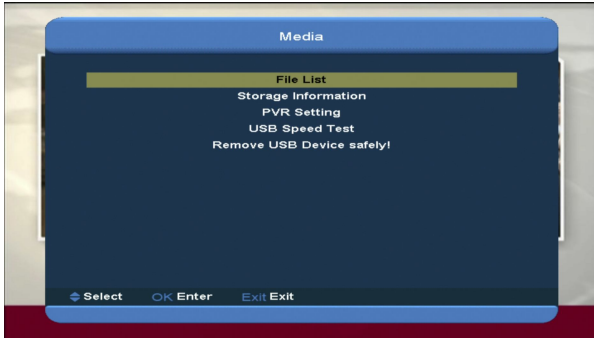 Media
File List
Storage Information
PVR Setting
USB Speed Test
Remove USB Device safely!
Select OK Enter Exit Exit